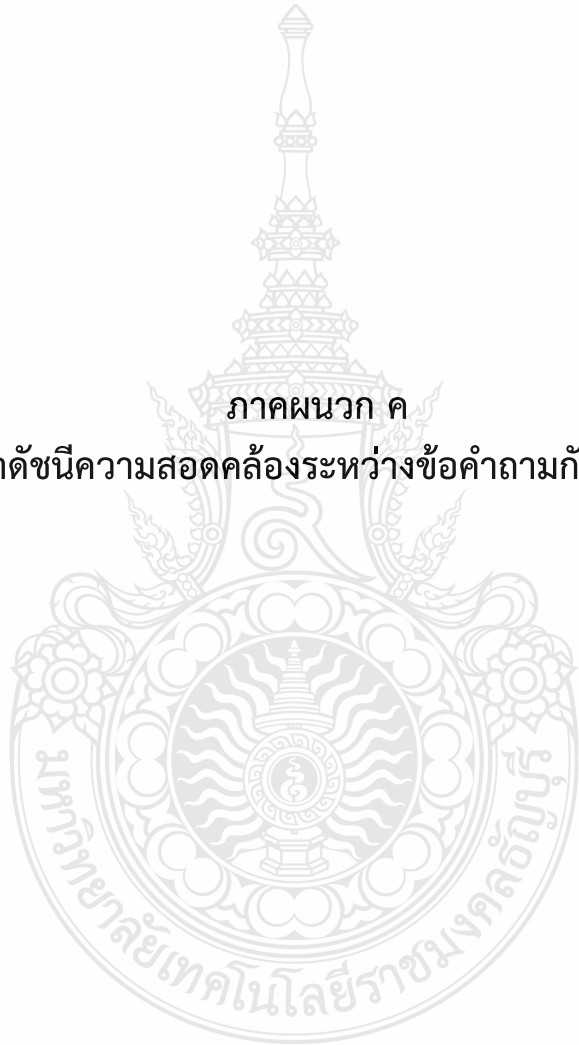 ภาคผนวก ค
ดัชนีความสอดคล้องระหว่างข้อคำถามกั
มหาวิทยาลัยเทคโนโลยีราชมงคลธัญบุรี